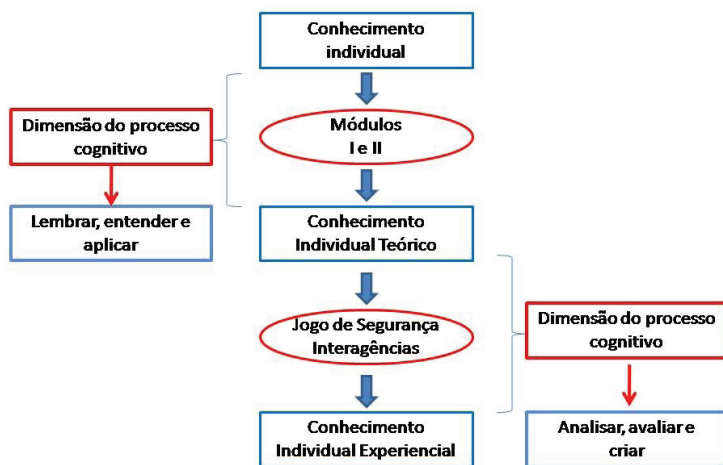 Conhecimento
individual
Dimensão do processo
cognitivo
Módulos
I e II
Lembrar, entender e
aplicar
Conhecimento
Individual Teórico
Jogo de Segurança
Interagências
Dimensão do processo
cognitivo
Conhecimento
Individual Experiencial
Analisar, avaliar e
criar